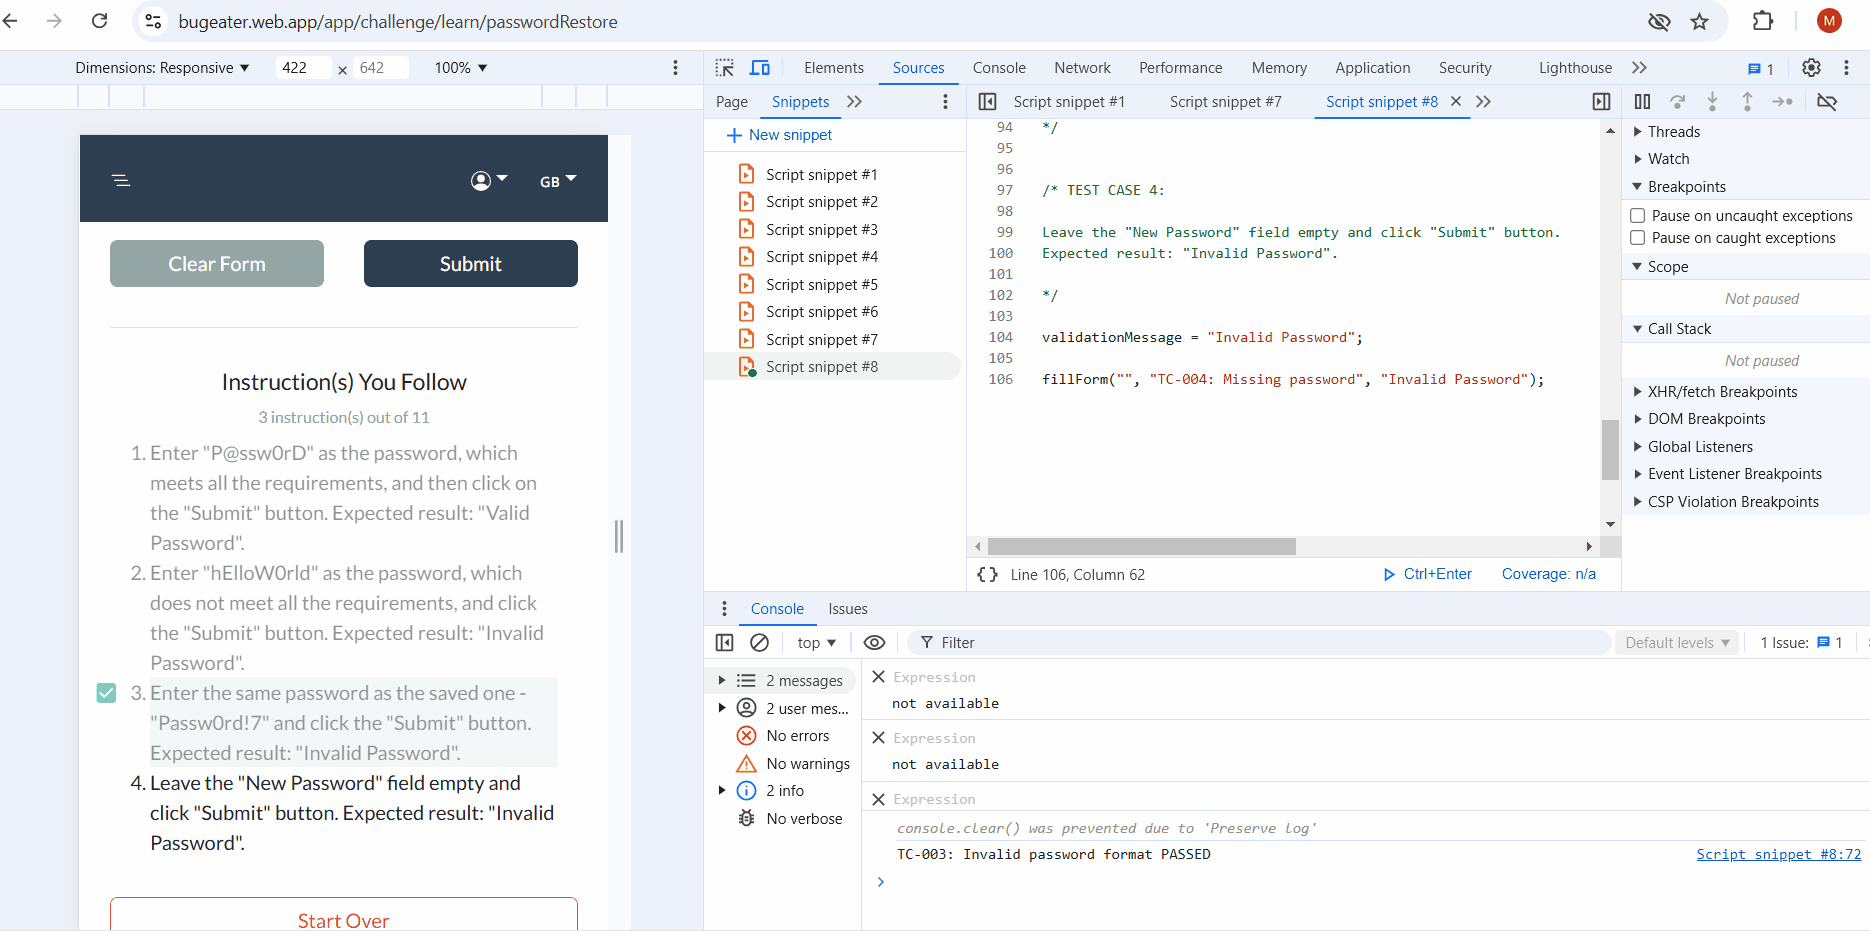 bugeater.web.app/app/challenge/learn/passwordRestore
M
Dimensions: Responsive
422
x
642
100%
GB
Clear Form
Submit
Instruction(s) You Follow
3 instruction(s) out of 11
1. Enter "P@ssw0rD" as the password, which
meets all the requirements, and then click on
the "Submit" button. Expected result: "Valid
Password".
2. Enter "hElloW0rld" as the password, which
does not meet all the requirements, and click
the "Submit" button. Expected result: "Invalid
Password".
3. Enter the same password as the saved one -
"Passw0rd!7" and click the "Submit" button.
Expected result: "Invalid Password".
4. Leave the "New Password" field empty and
click "Submit" button. Expected result: "Invalid
Password".
Start Over
Elements
Sources
Console
Network
Performance
Memory
Application
Security
Lighthouse
1
Page
Snippets
New snippet
Script snippet #1
Script snippet #2
Script snippet #3
Script snippet #4
Script snippet #5
Script snippet #6
Script snippet #7
Script snippet #8
Script snippet #1
Script snippet #7
Script snippet #8
94 */
95
96
97 /* TEST CASE 4:
98
99 Leave the "New Password" field empty and click "Submit" button.
100 Expected result: "Invalid Password".
101
102 */
103
104 validationMessage = "Invalid Password";
105
106 fillForm("", "TC-004: Missing password", "Invalid Password");
{} Line 106, Column 62
Ctrl+Enter
Coverage: n/a
Threads
Watch
Breakpoints
Pause on uncaught exceptions
Pause on caught exceptions
Scope
Not paused
Call Stack
Not paused
XHR/fetch Breakpoints
DOM Breakpoints
Global Listeners
Event Listener Breakpoints
CSP Violation Breakpoints
Console
Issues
top
Filter
Default levels
1 Issue:
1
2 messages
2 user mes...
No errors
No warnings
2 info
No verbose
Expression
not available
Expression
not available
Expression
console.clear() was prevented due to 'Preserve log'
TC-003: Invalid password format PASSED
Script snippet #8:72